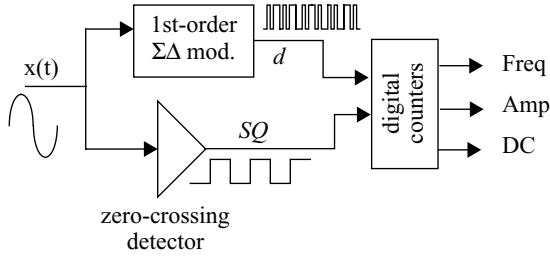 1st-order
ΣΔ mod.
d
x(t)
SQ
zero-crossing
detector
digital
counters
Freq
Amp
DC